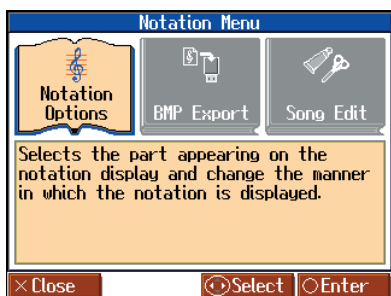 Notation Menu
Notation
Options
BMP Export
Song Edit
Selects the part appearing on the
notation display and change the manner
in which the notation is displayed.
×Close
Select
○Enter